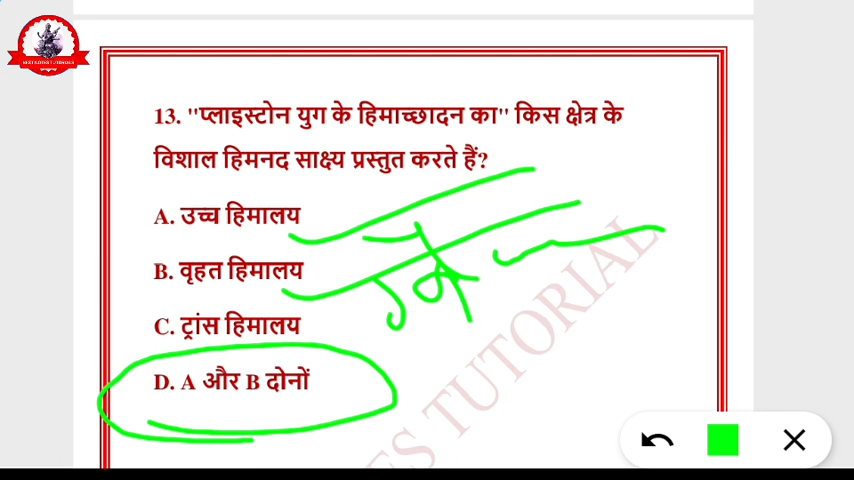 13. "प्लाइस्टोन युग के हिमाच्छादन का" किस क्षेत्र के
विशाल हिमनद साक्ष्य प्रस्तुत करते हैं?
A. उच्च हिमालय
B. वृहत हिमालय
C. ट्रांस हिमालय
D. A और B दोनों
TUTORIAL